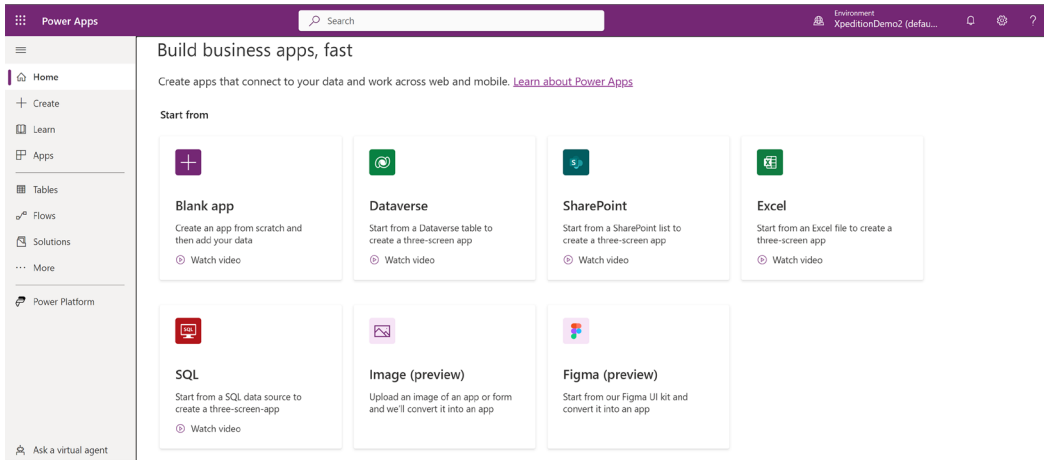 Power Apps
Search
Environment
XpeditionDemo2 (defau...
?
Home
Create
Learn
Apps
Tables
Flows
Solutions
More
Power Platform
Ask a virtual agent
Build business apps, fast
Create apps that connect to your data and work across web and mobile. Learn about Power Apps
Start from
Blank app
Create an app from scratch and
then add your data
Watch video
Dataverse
Start from a Dataverse table to
create a three-screen app
Watch video
S
SharePoint
Start from a SharePoint list to
create a three-screen app
Watch video
X
Excel
Start from an Excel file to create a
three-screen app
Watch video
SQL
SQL
Start from a SQL data source to
create a three-screen-app
Watch video
Image (preview)
Upload an image of an app or form
and we'll convert it into an app
Figma (preview)
Start from our Figma UI kit and
convert it into an app